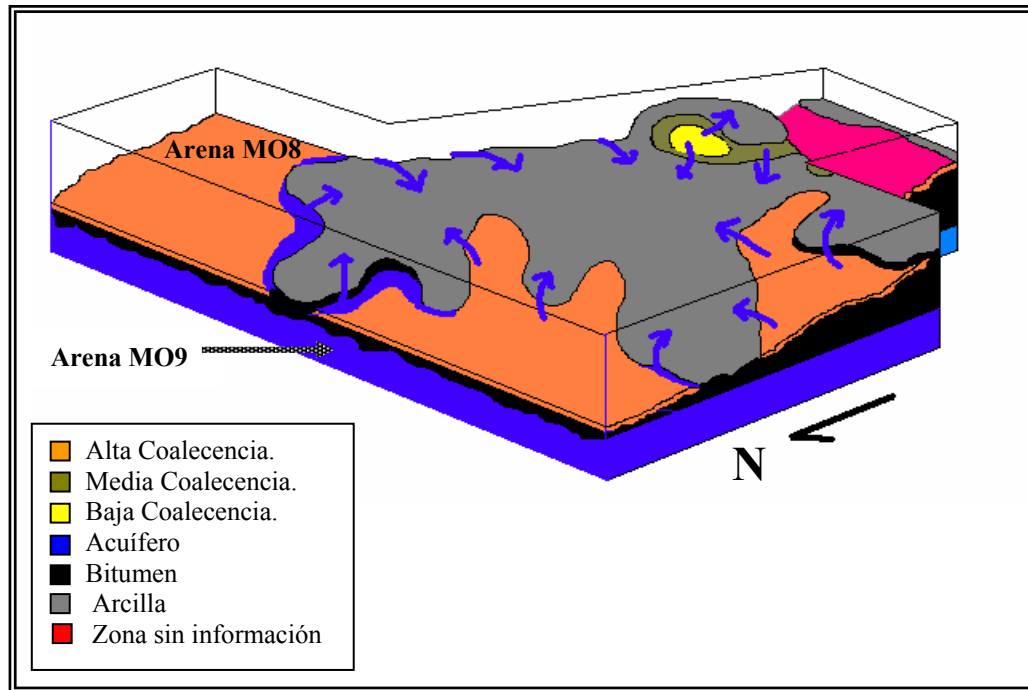 Arena MO8
Arena MO9
N
Alta Coalecencia.
Media Coalecencia.
Baja Coalecencia.
Acuífero
Bitumen
Arcilla
Zona sin información